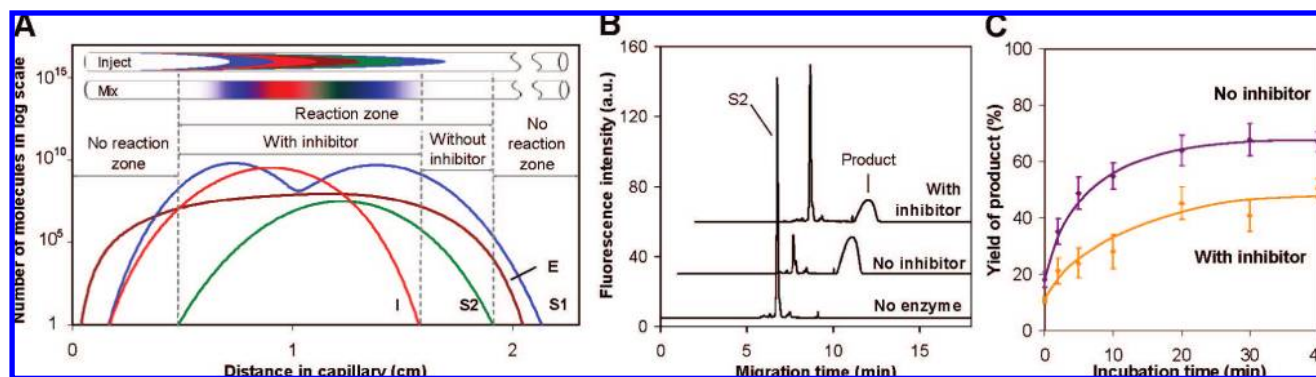 A
Number of molecules in log scale
10^15
10^10
10^5
1
Inject
Mix
Reaction zone
No reaction
zone
With inhibitor
Without
inhibitor
No
reaction
zone
E
I
S2
S1
0
1
2
Distance in capillary (cm)
B
Fluorescence intensity (a.u.)
160
120
80
40
0
S2
Product
With
inhibitor
No inhibitor
No enzyme
0
5
10
15
Migration time (min)
C
Yield of producct (%)
100
80
60
40
20
0
No inhibitor
With inhibitor
0
10
20
30
Incubation time (min)